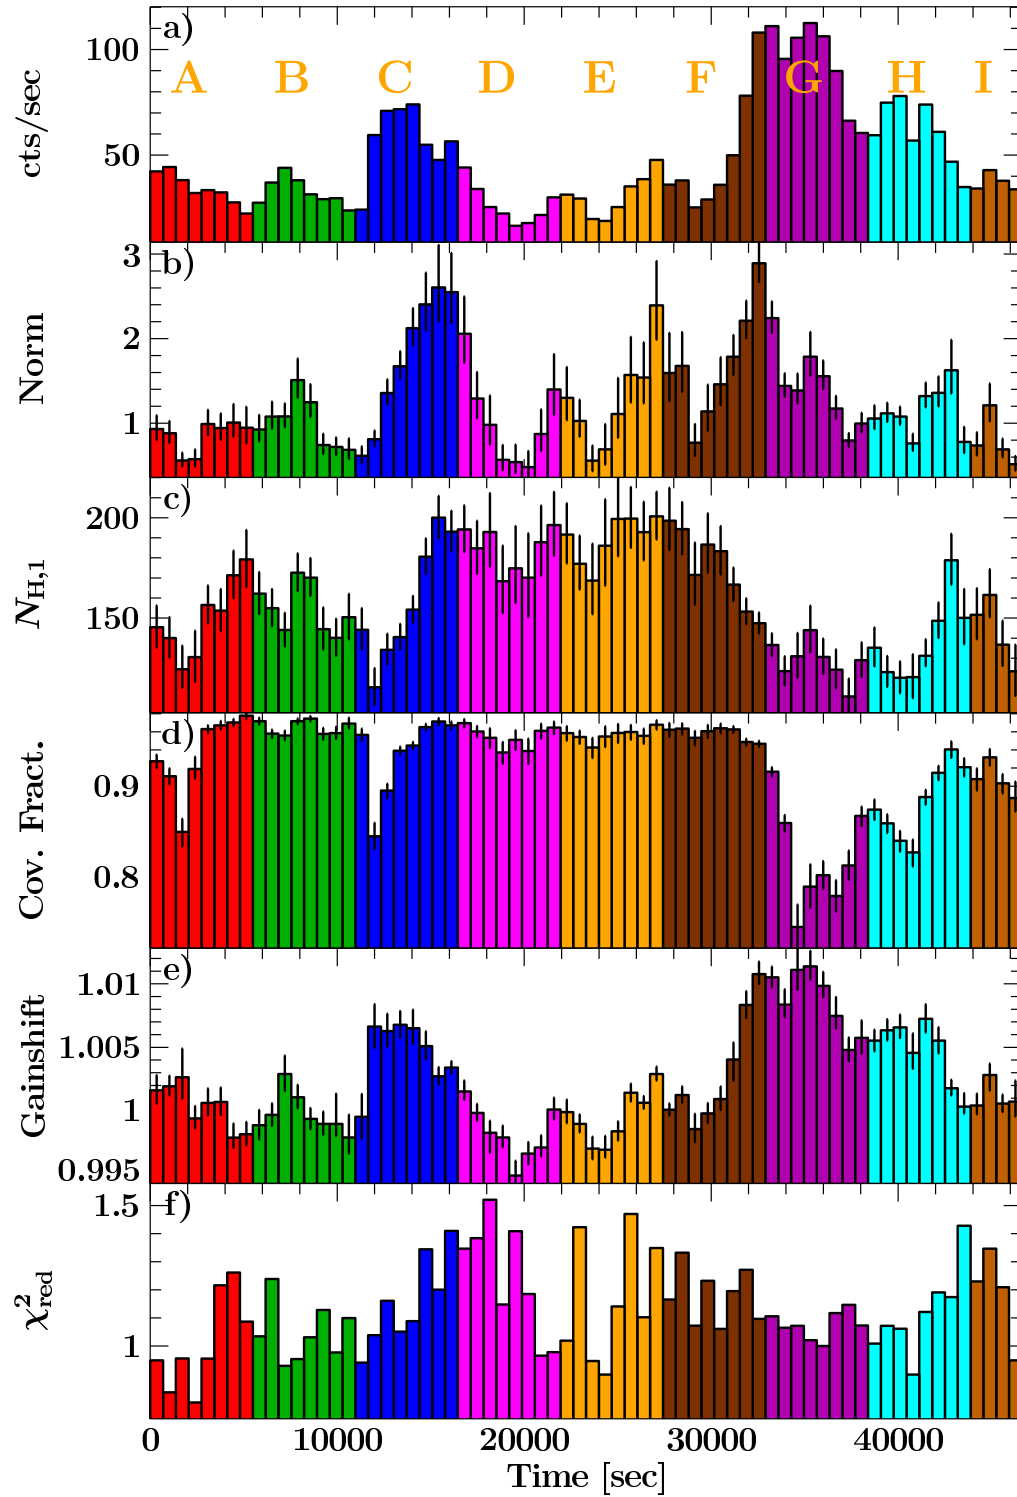 a)
100
50
cts/sec
A B C D E F G H I
b)
3
2
1
Norm
c)
200
150
N_H,1
d)
0.9
0.8
Cov. Fract.
e)
1.01
1.005
1
0.995
Gainshift
f)
1.5
1
χ²_red
0 10000 20000 30000 40000
Time [sec]